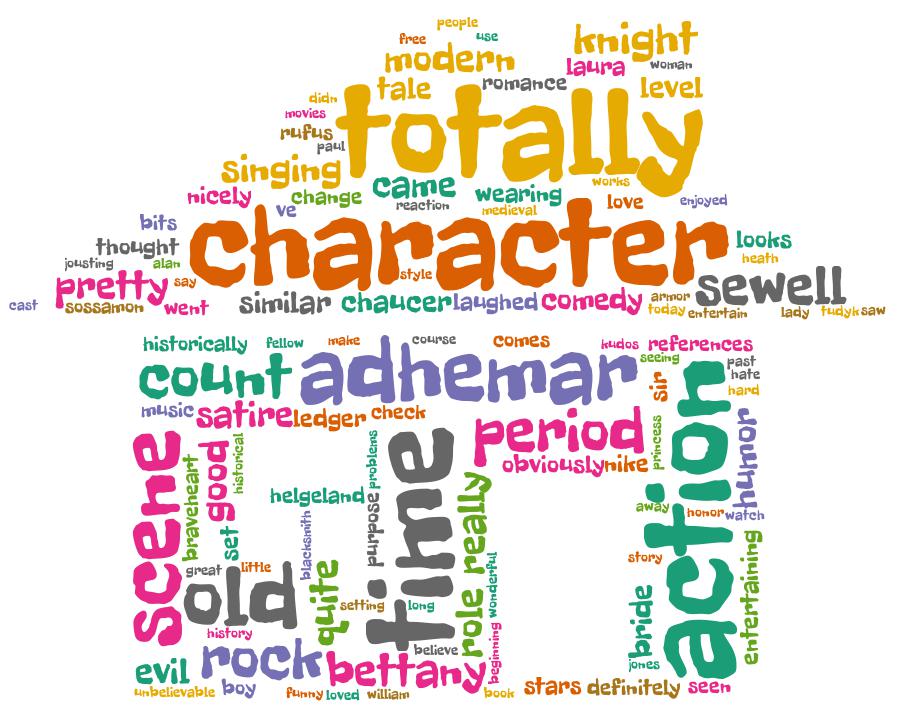 people
free use knight
modern laura woman
tale romance level
didn totally
movies
rufus
paul
singing came works
nicely change wearing love enjoyed
ve reaction medieval
bits character looks
thought heath
jousting alan style
pretty say sewell
cast sossamon went similar chaucer laughed comedy armor
today entertain lady tudyk saw
historically fellow make course comes kudos references
count adhemar seeing past
sir hate
hard
music satire ledger check
scene period action
braveheart good historical problems time princess humor
obviously nike
helgeland really
set blacksmith purpose away honor watch
story entertaining
great little
old quite setting long role wonderful
history believe bride
evil rock bettany beginning jones
unbelievable boy funny loved william book stars definitely seen